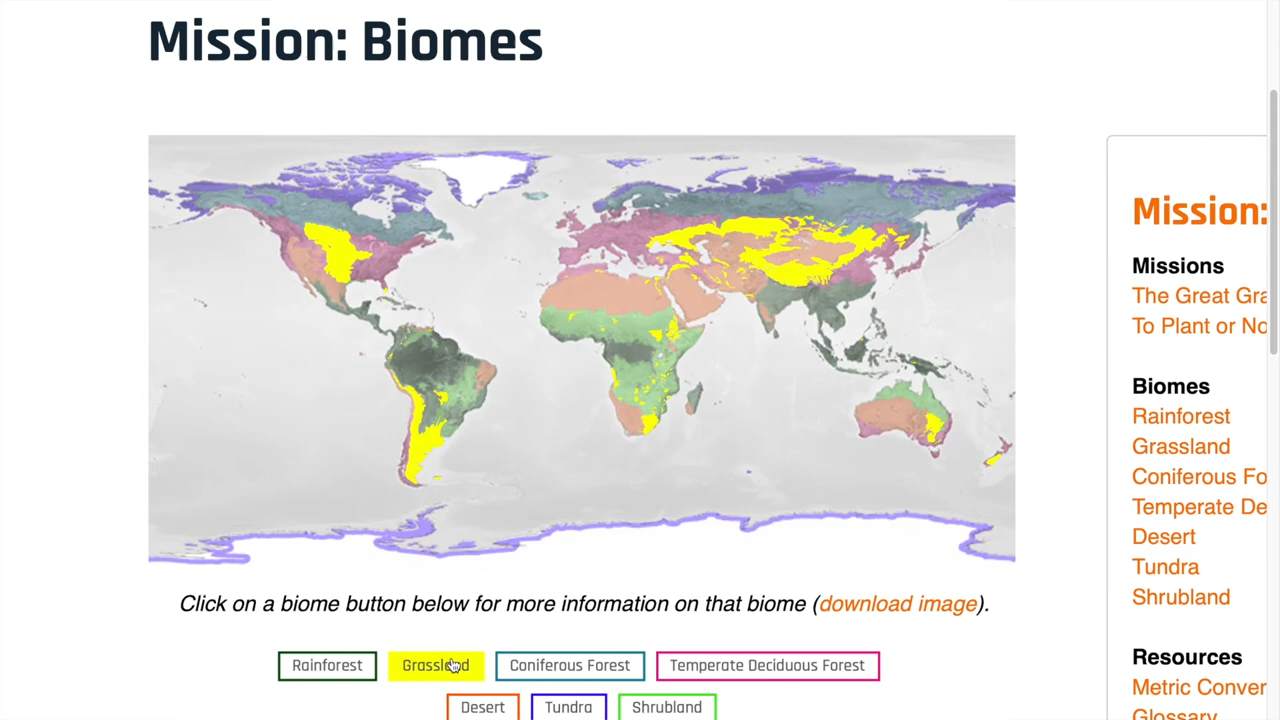 Mission: Biomes
Click on a biome button below for more information on that biome (download image).
Rainforest
Grassland
Coniferous Forest
Temperate Deciduous Forest
Desert
Tundra
Shrubland
Mission:
Missions
The Great Gra
To Plant or No
Biomes
Rainforest
Grassland
Coniferous Fo
Temperate De
Desert
Tundra
Shrubland
Resources
Metric Conver
Glossary